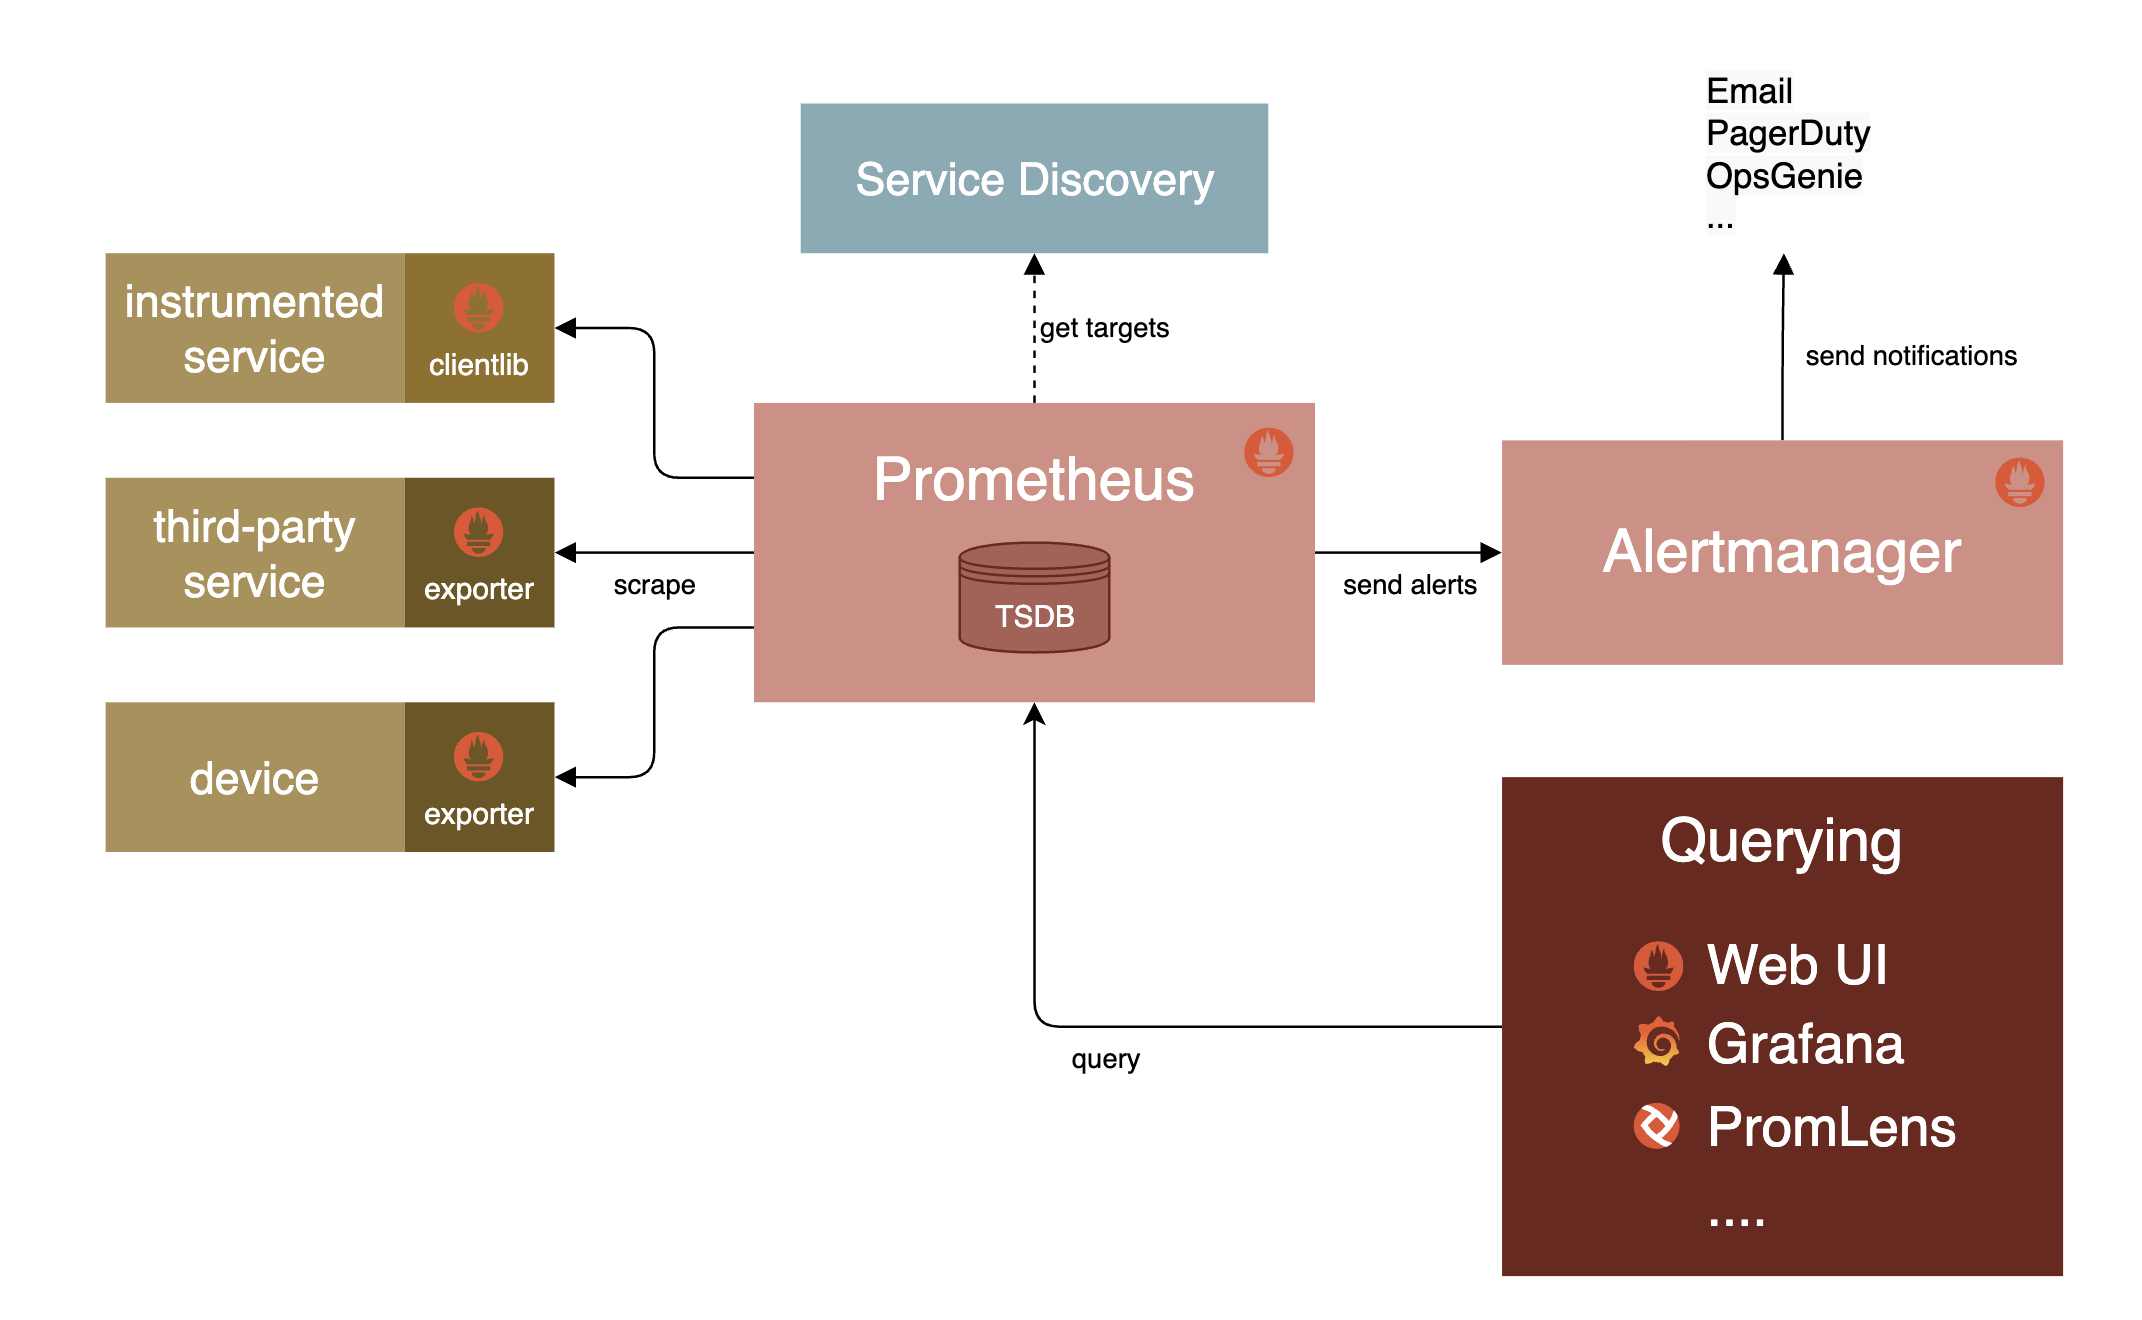 Email
PagerDuty
OpsGenie
...
Service Discovery
get targets
send notifications
instrumented
service
clientlib
third-party
service
exporter
scrape
device
exporter
Prometheus
TSDB
send alerts
Alertmanager
query
Querying
Web UI
Grafana
PromLens
....